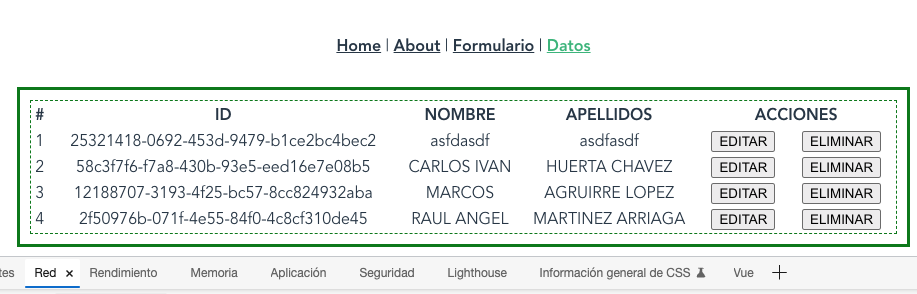 Home | About | Formulario | Datos
# ID NOMBRE APELLIDOS ACCIONES
1 25321418-0692-453d-9479-b1ce2bc4bec2 asfdasdf asdfasdf EDITAR ELIMINAR
2 58c3f7f6-f7a8-430b-93e5-eed16e7e08b5 CARLOS IVAN HUERTA CHAVEZ EDITAR ELIMINAR
3 12188707-3193-4f25-bc57-8cc824932aba MARCOS AGRUIRRE LOPEZ EDITAR ELIMINAR
4 2f50976b-071f-4e55-84f0-4c8cf310de45 RAUL ANGEL MARTINEZ ARRIAGA EDITAR ELIMINAR
tes Red × Rendimiento Memoria Aplicación Seguridad Lighthouse Información general de CSS Vue +